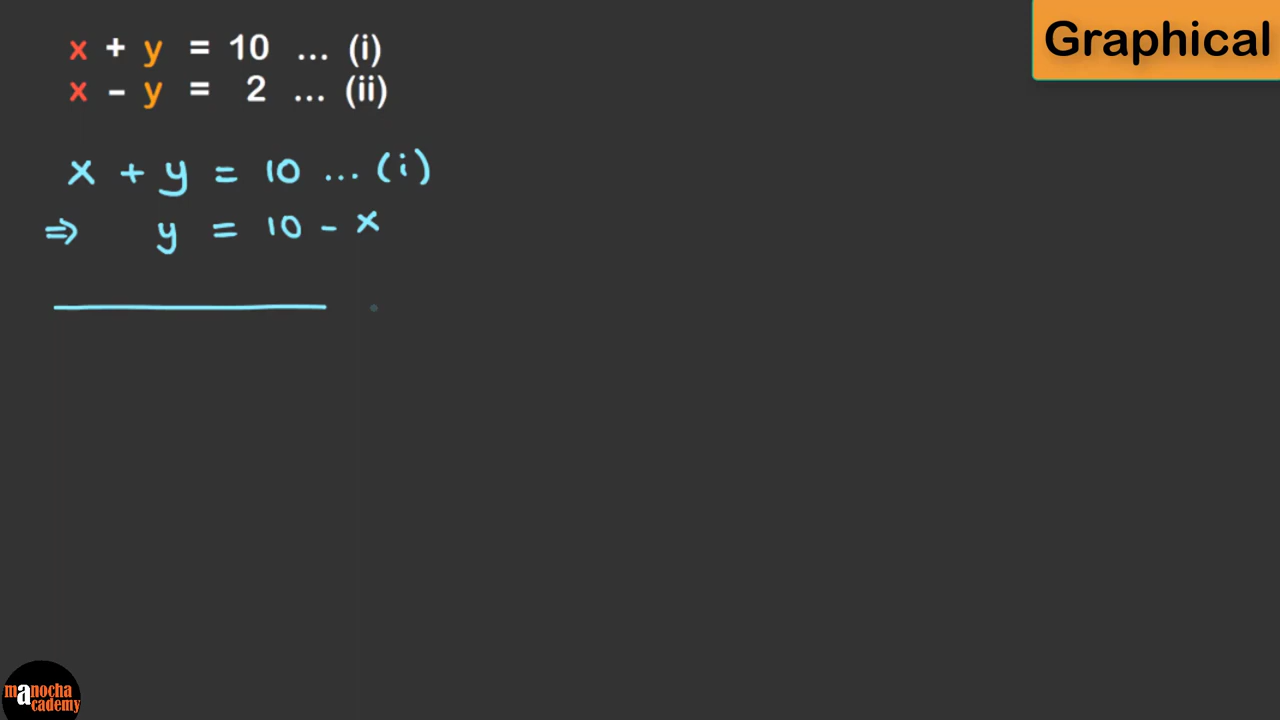 x + y = 10 ... (i)
x – y = 2 ... (ii)
Graphical
x + y = 10 ... (i)
⇒ y = 10 - x
manocha
academy